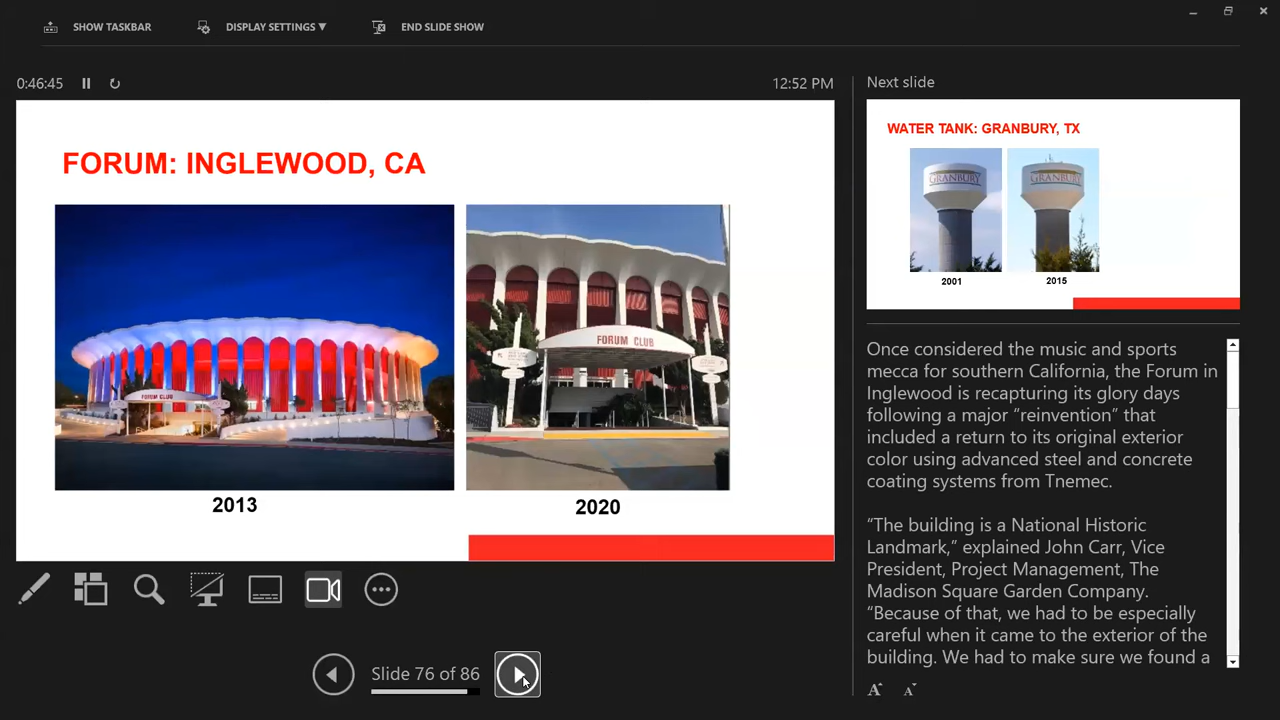 SHOW TASKBAR
DISPLAY SETTINGS ▼
END SLIDE SHOW
0:46:45
12:52 PM
FORUM: INGLEWOOD, CA
FORUM CLUB
FORUM CLUB
2013
2020
Slide 76 of 86
Next slide
WATER TANK: GRANBURY, TX
GRANBURY
GRANBURY
2001
2015
Once considered the music and sports
mecca for southern California, the Forum in
Inglewood is recapturing its glory days
following a major “reinvention” that
included a return to its original exterior
color using advanced steel and concrete
coating systems from Tnemec.
“The building is a National Historic
Landmark,” explained John Carr, Vice
President, Project Management, The
Madison Square Garden Company.
“Because of that, we had to be especially
careful when it came to the exterior of the
building. We had to make sure we found a
A
A